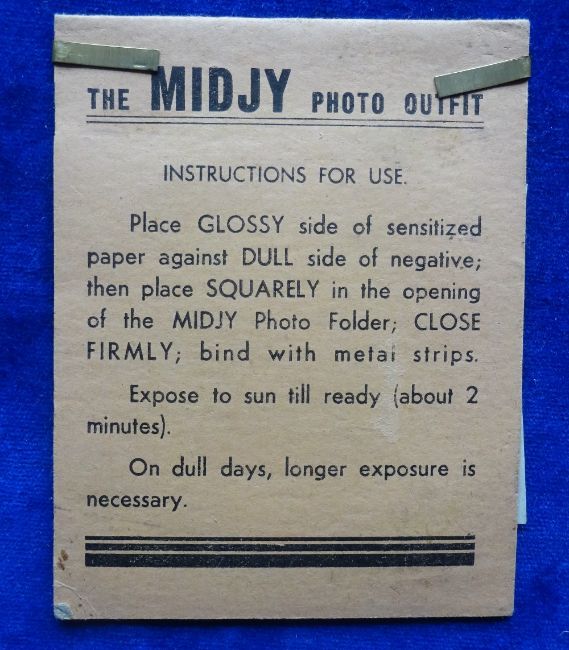 THE MIDJY PHOTO OUTFIT
INSTRUCTIONS FOR USE.
Place GLOSSY side of sensitized
paper against DULL side of negative;
then place SQUARELY in the opening
of the MIDJY Photo Folder; CLOSE
FIRMLY; bind with metal strips.
Expose to sun till ready (about 2
minutes).
On dull days, longer exposure is
necessary.